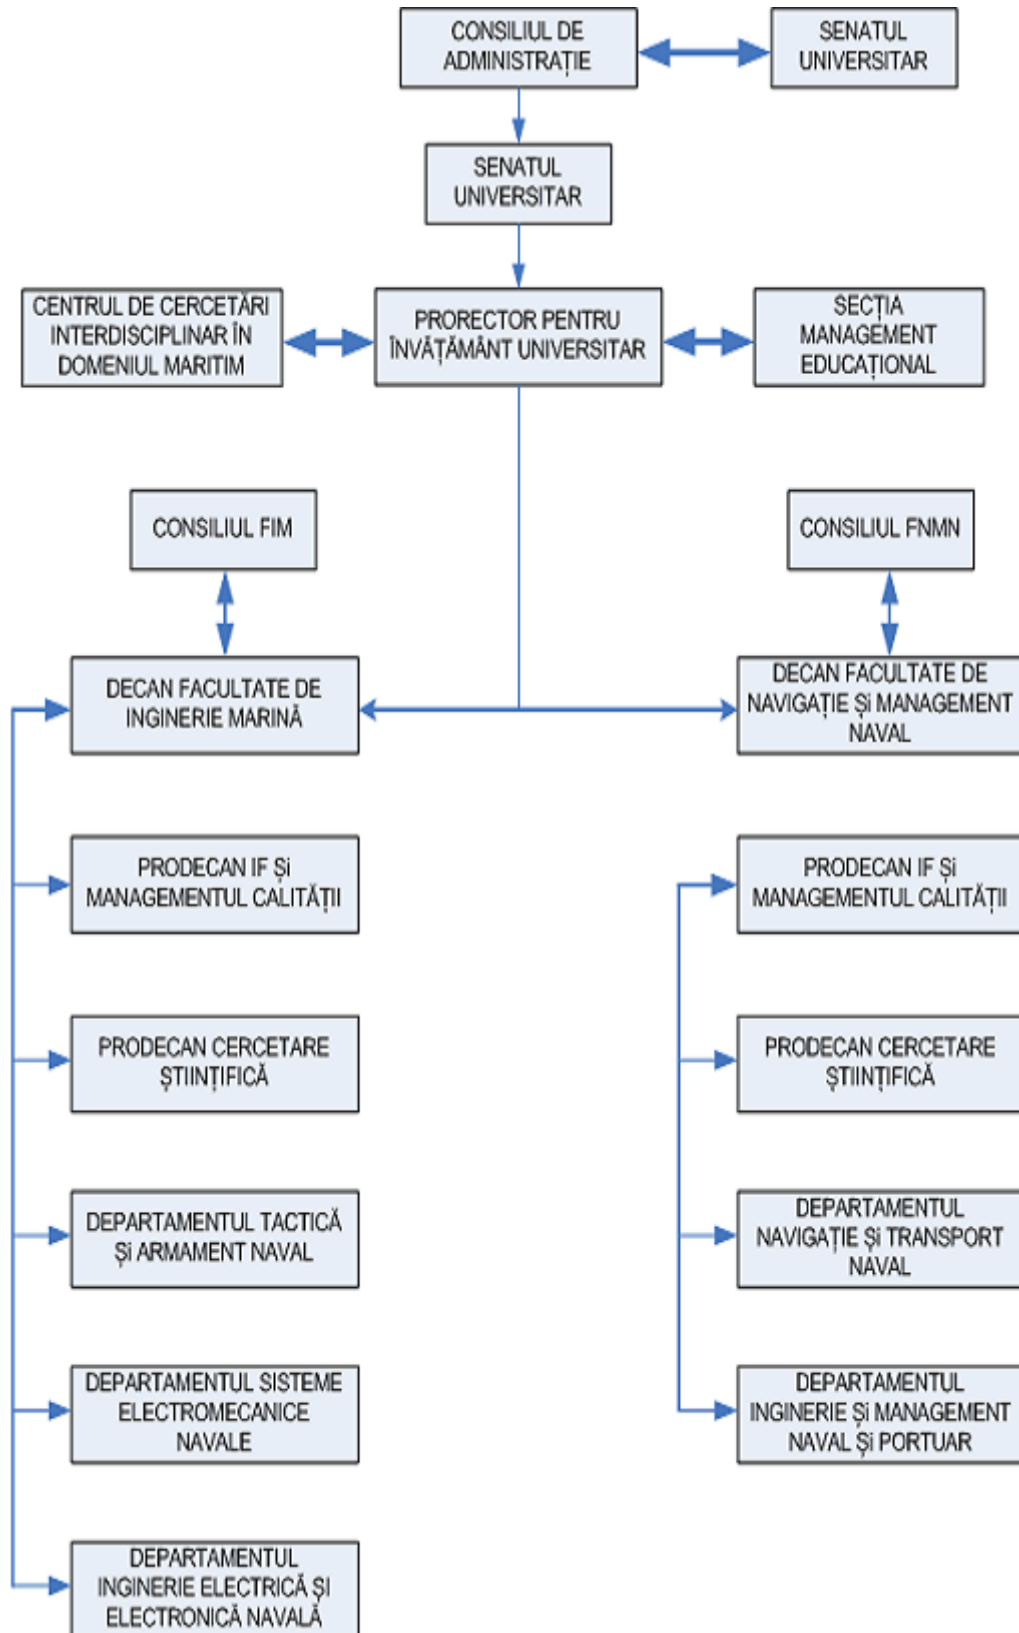 CONSILIUL DE
ADMINISTRAȚIE
SENATUL
UNIVERSITAR
SENATUL
UNIVERSITAR
CENTRUL DE CERCETĂRI
INTERDISCIPLINAR ÎN
DOMENIUL MARITIM
PRORECTOR PENTRU
ÎNVĂȚĂMÂNT UNIVERSITAR
SECȚIA
MANAGEMENT
EDUCAȚIONAL
CONSILIUL FIM
CONSILIUL FNMN
DECAN FACULTATE DE
INGINERIE MARINĂ
DECAN FACULTATE DE
NAVIGAȚIE Și MANAGEMENT
NAVAL
PRODECAN IF Și
MANAGEMENTUL CALITĂȚII
PRODECAN IF Și
MANAGEMENTUL CALITĂȚII
PRODECAN CERCETARE
ȘTIINȚIFICĂ
PRODECAN CERCETARE
ȘTIINȚIFICĂ
DEPARTAMENTUL TACTICĂ
Și ARMAMENT NAVAL
DEPARTAMENTUL
NAVIGAȚIE Și TRANSPORT
NAVAL
DEPARTAMENTUL SISTEME
ELECTROMECANICE
NAVALE
DEPARTAMENTUL
INGINERIE Și MANAGEMENT
NAVAL Și PORTUAR
DEPARTAMENTUL
INGINERIE ELECTRICĂ ȘI
ELECTRONICĂ NAVALĂ